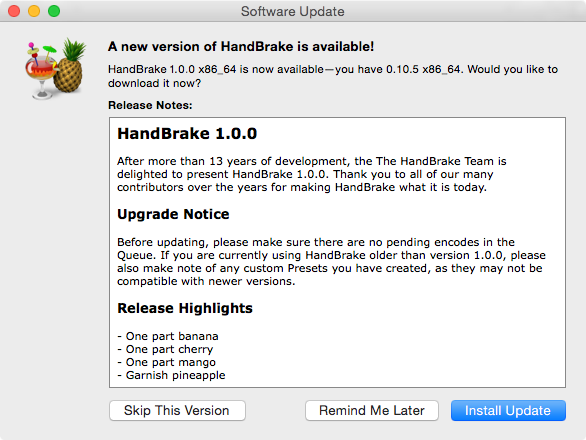 Software Update
A new version of HandBrake is available!
HandBrake 1.0.0 x86_64 is now available—you have 0.10.5 x86_64. Would you like to
download it now?
Release Notes:
HandBrake 1.0.0
After more than 13 years of development, the The HandBrake Team is
delighted to present HandBrake 1.0.0. Thank you to all of our many
contributors over the years for making HandBrake what it is today.
Upgrade Notice
Before updating, please make sure there are no pending encodes in the
Queue. If you are currently using HandBrake older than version 1.0.0, please
also make note of any custom Presets you have created, as they may not be
compatible with newer versions.
Release Highlights
- One part banana
- One part cherry
- One part mango
- Garnish pineapple
Skip This Version
Remind Me Later
Install Update